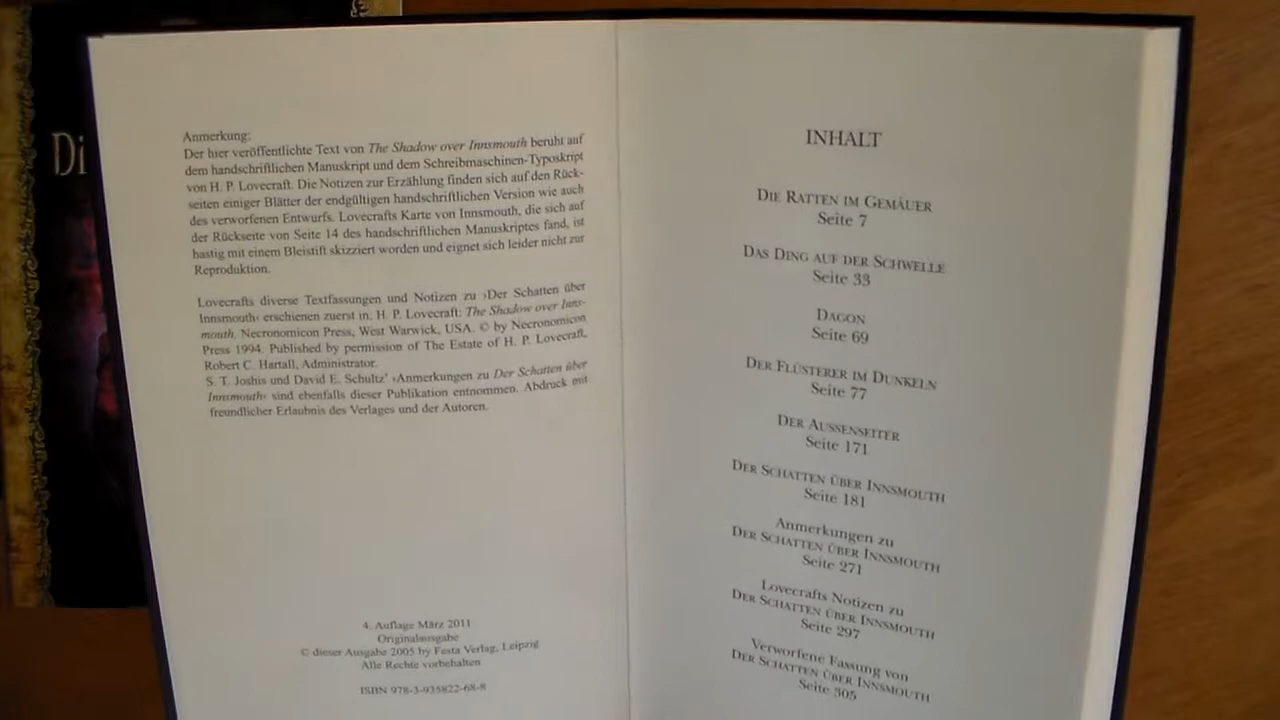 Di
Anmerkung:
Der hier veröffentlichte Text von The Shadow over Innsmouth beruht auf
dem handschriftlichen Manuskript und dem Schreibmaschinen-Typoskript
von H. P. Lovecraft. Die Notizen zur Erzählung finden sich auf den Rück-
seiten einiger Blätter der endgültigen handschriftlichen Version wie auch
des verworfenen Entwurfs. Lovecrafts Karte von Innsmouth, die sich auf
der Rückseite von Seite 14 des handschriftlichen Manuskriptes fand, ist
hastig mit einem Bleistift skizziert worden und eignet sich leider nicht zur
Reproduktion.
Lovecrafts diverse Textfassungen und Notizen zu ›Der Schatten über
Innsmouth‹ erschienen zuerst in: H. P. Lovecraft: The Shadow over Inns-
mouth, Necronomicon Press, West Warwick, USA. © by Necronomicon
Press 1994. Published by permission of The Estate of H. P. Lovecraft,
Robert C. Harrall, Administrator.
S. T. Joshis und David E. Schultz' ›Anmerkungen zu Der Schatten über
Innsmouth‹ sind ebenfalls dieser Publikation entnommen. Abdruck mit
freundlicher Erlaubnis des Verlages und der Autoren.
4. Auflage März 2011
Originalausgabe
© dieser Ausgabe 2005 by Festa Verlag, Leipzig
Alle Rechte vorbehalten
ISBN 978-3-935822-68-8
INHALT
DIE RATTEN IM GEMÄUER
Seite 7
DAS DING AUF DER SCHWELLE
Seite 33
DAGON
Seite 69
DER FLÜSTERER IM DUNKELN
Seite 77
DER AUSSENSEITER
Seite 171
DER SCHATTEN ÜBER INNSMOUTH
Seite 181
Anmerkungen zu
DER SCHATTEN ÜBER INNSMOUTH
Seite 271
Lovecrafts Notizen zu
DER SCHATTEN ÜBER INNSMOUTH
Seite 297
Verworfene Fassung von
DER SCHATTEN ÜBER INNSMOUTH
Seite 305